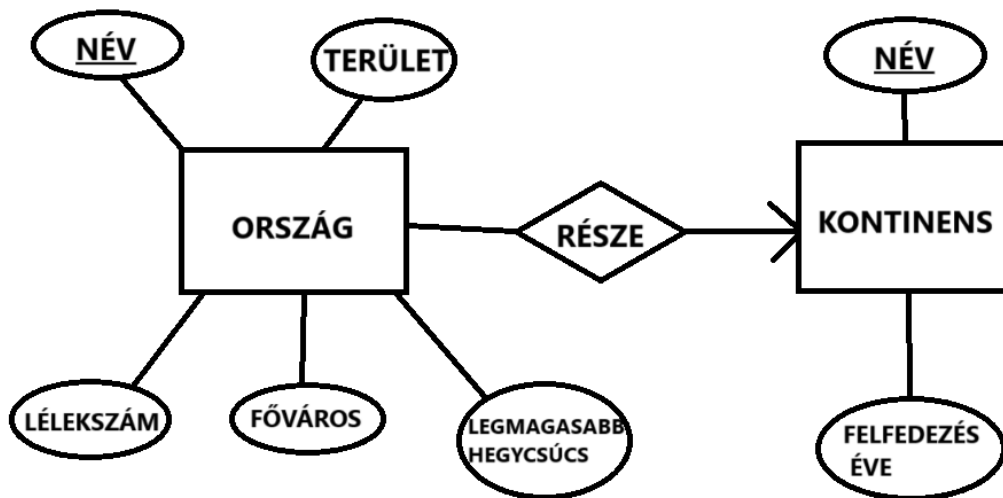 NÉV
TERÜLET
NÉV
ORSZÁG
RÉSZE
KONTINENS
LÉLEKSZÁM
FŐVÁROS
LEGMAGASABB
HEGYCSÚCS
FELFEDEZÉS
ÉVE